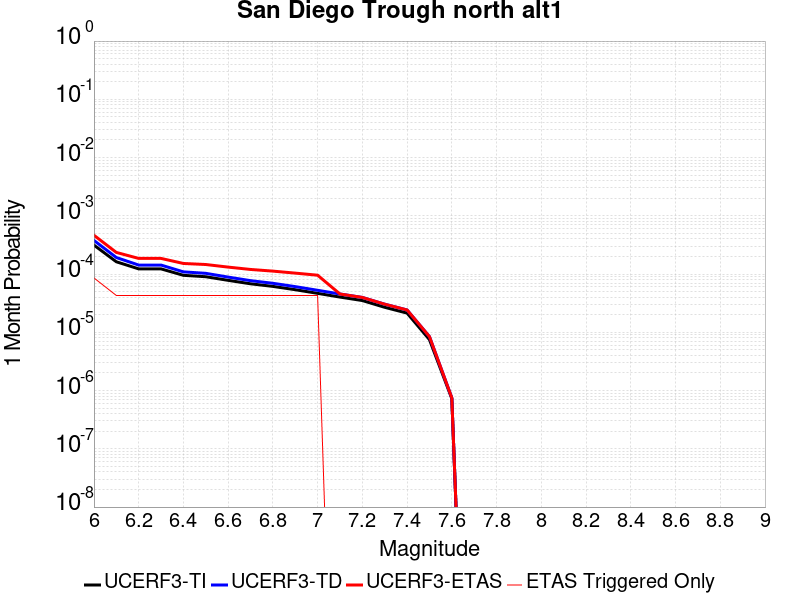 San Diego Trough north alt1
10^0
10^-1
10^-2
10^-3
10^-4
10^-5
10^-6
10^-7
10^-8
1 Month Probability
6 6.2 6.4 6.6 6.8 7 7.2 7.4 7.6 7.8 8 8.2 8.4 8.6 8.8 9
Magnitude
UCERF3-TI UCERF3-TD UCERF3-ETAS ETAS Triggered Only